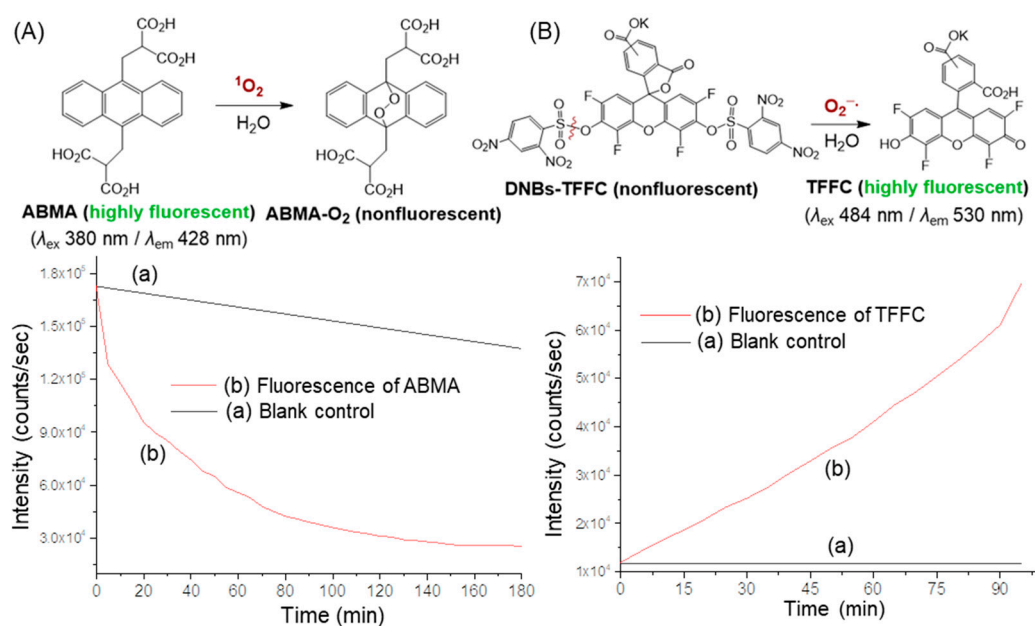 (A)
CO₂H
CO₂H
HO₂C
CO₂H
¹O₂
H₂O
CO₂H
CO₂H
O
O
HO₂C
CO₂H
ABMA (highly fluorescent)
(λex 380 nm / λem 428 nm)
ABMA-O₂ (nonfluorescent)
(B)
OK
O
O
O
F
F
O₂N
NO₂
O
S
O
O
F
O
F
O
O
S
O
NO₂
NO₂
DNBs-TFFC (nonfluorescent)
O₂⁻·
H₂O
OK
O
CO₂H
F
F
HO
F
O
F
O
TFFC (highly fluorescent)
(λex 484 nm / λem 530 nm)
1.8x10⁵
1.5x10⁵
1.2x10⁵
9.0x10⁴
6.0x10⁴
3.0x10⁴
Intensity (counts/sec)
(a)
(b) Fluorescence of ABMA
(a) Blank control
(b)
0 20 40 60 80 100 120 140 160 180
Time (min)
7x10⁴
6x10⁴
5x10⁴
4x10⁴
3x10⁴
2x10⁴
1x10⁴
Intensity (counts/sec)
(b) Fluorescence of TFFC
(a) Blank control
(b)
(a)
0 15 30 45 60 75 90
Time (min)